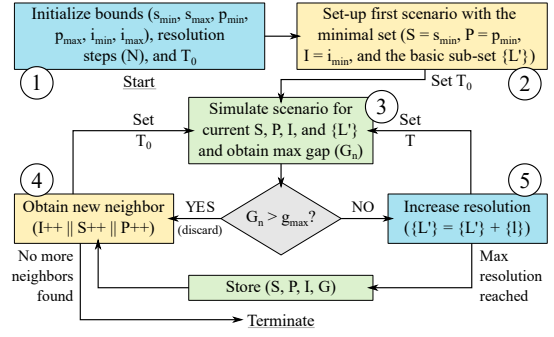 Initialize bounds (s_min, s_max, p_min,
p_max, i_min, i_max), resolution
steps (N), and T_0
1
Start
Set-up first scenario with the
minimal set (S = s_min, P = p_min,
I = i_min, and the basic sub-set {L'})
2
Set T_0
Simulate scenario for
current S, P, I, and {L'}
and obtain max gap (G_n)
3
Set
T_0
Set
T
4
Obtain new neighbor
(I++ || S++ || P++)
YES
(discard)
G_n > g_max?
NO
5
Increase resolution
({L'} = {L'} + {l})
No more
neighbors
found
Store (S, P, I, G)
Max
resolution
reached
Terminate